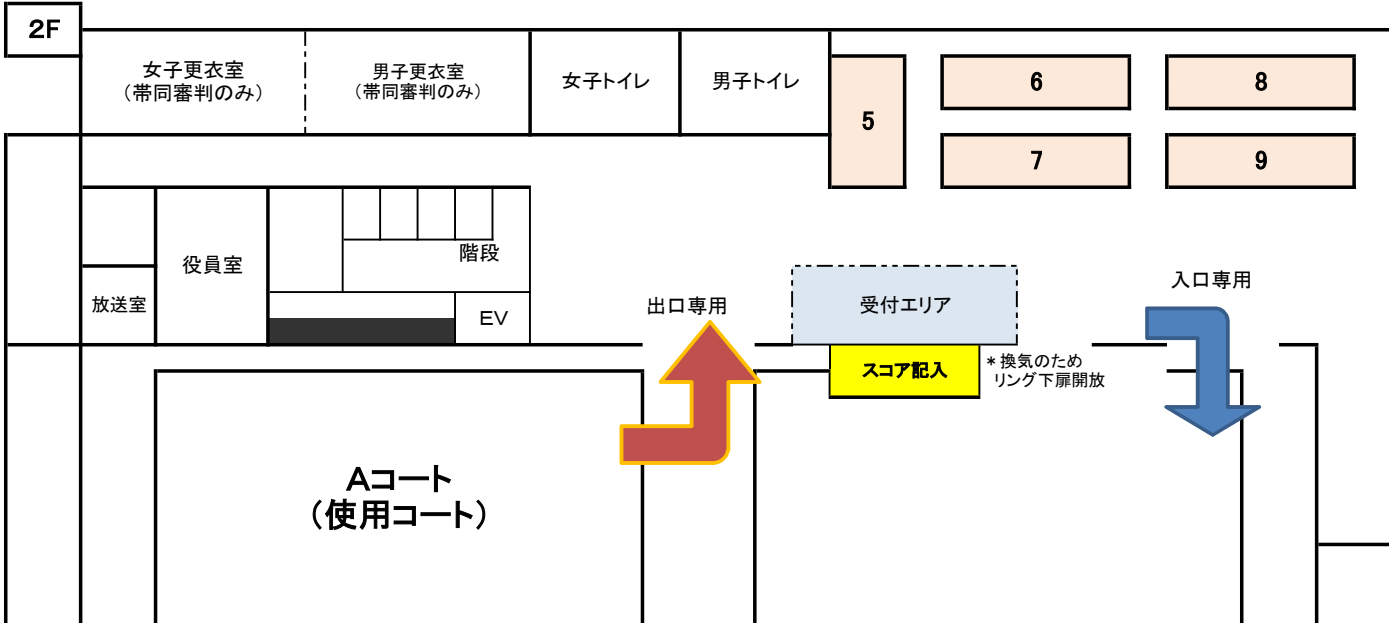 2F
女子更衣室
（帯同審判のみ）
男子更衣室
（帯同審判のみ）
女子トイレ
男子トイレ
5
6
8
7
9
役員室
階段
放送室
EV
出口専用
受付エリア
入口専用
スコア記入
＊換気のため
リング下扉開放
Aコート
（使用コート）